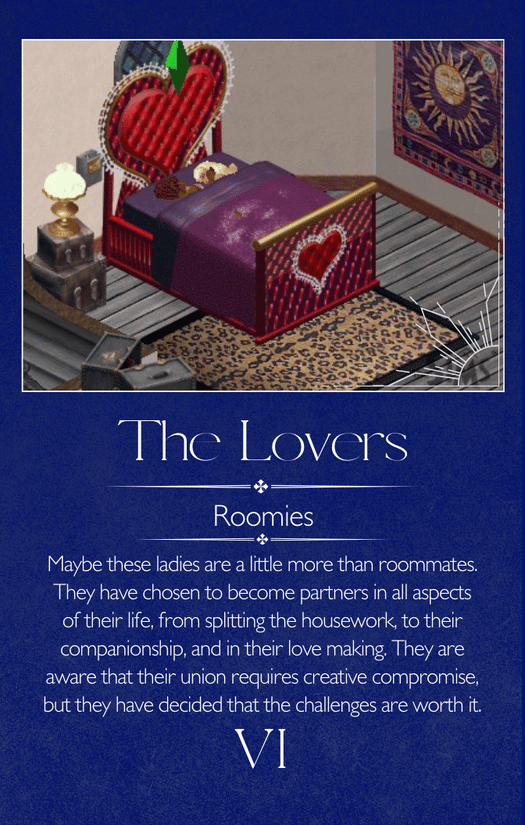 The Lovers
Roomies
Maybe these ladies are a little more than roommates.
They have chosen to become partners in all aspects
of their life, from splitting the housework, to their
companionship, and in their love making. They are
aware that their union requires creative compromise,
but they have decided that the challenges are worth it.
VI